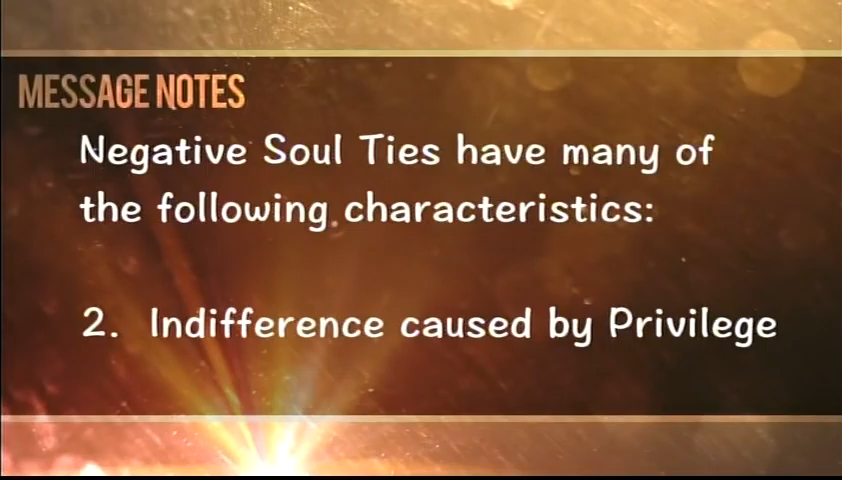 MESSAGE NOTES
Negative Soul Ties have many of
the following characteristics:
2. Indifference caused by Privilege